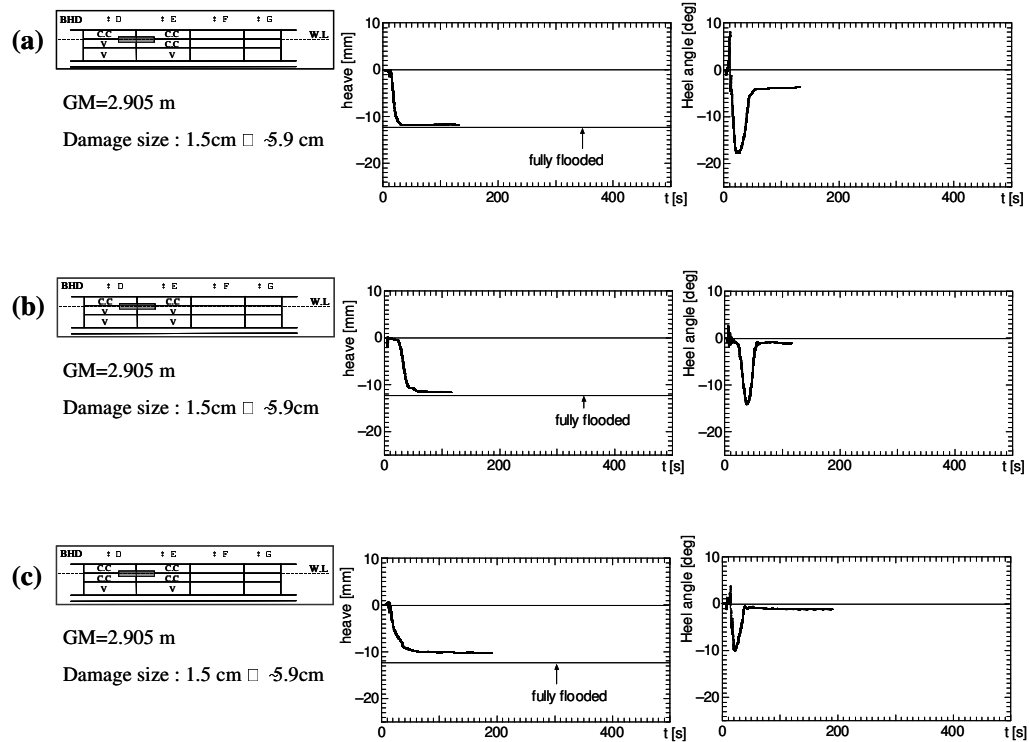 (a)
BHD ‡ D ‡ E ‡ F ‡ G
W.L
C.C C.C
V C.C
V V
GM=2.905 m
Damage size : 1.5cm □ ~5.9 cm
heave [mm]
10
0
−10
−20
fully flooded
0 200 400 t [s]
Heel angle [deg]
10
0
−10
−20
0 200 400 t [s]
(b)
BHD ‡ D ‡ E ‡ F ‡ G
W.L
C.C C.C
V V
V V
GM=2.905 m
Damage size : 1.5cm □ ~5.9cm
heave [mm]
10
0
−10
−20
fully flooded
0 200 400 t [s]
Heel angle [deg]
10
0
−10
−20
0 200 400 t [s]
(c)
BHD ‡ D ‡ E ‡ F ‡ G
W.L
C.C C.C
C.C C.C
V V
GM=2.905 m
Damage size : 1.5 cm □ ~5.9cm
heave [mm]
10
0
−10
−20
fully flooded
0 200 400 t [s]
Heel angle [deg]
10
0
−10
−20
0 200 400 t [s]